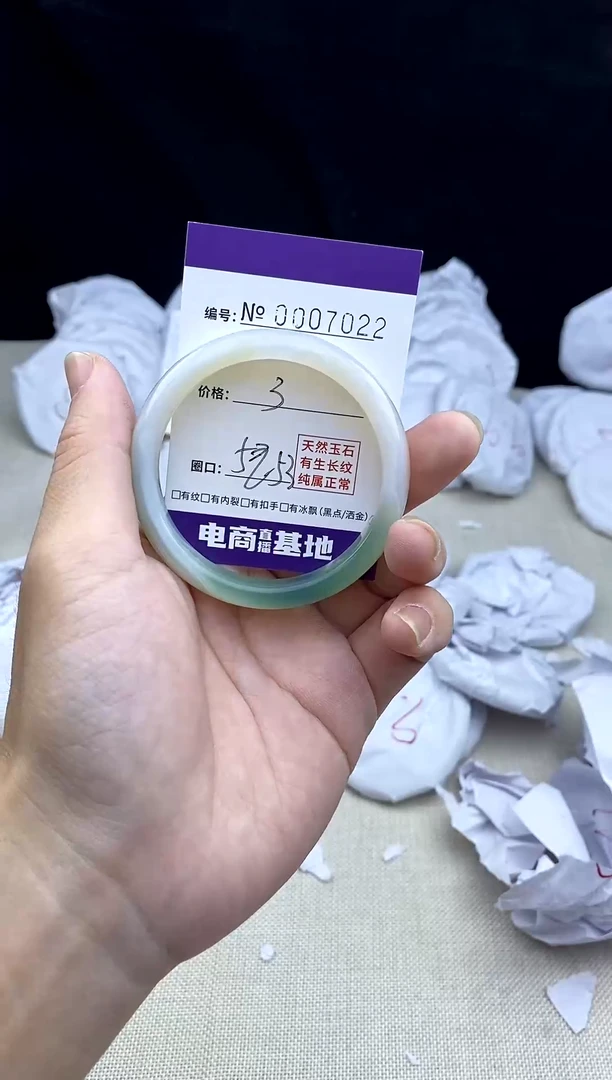 编号: № 0007022
价格: 3
圈口:
天然玉石
有生长纹
纯属正常
□有纹□有内裂□有扣手□有冰飘(黑点/洒金)
电商直播基地